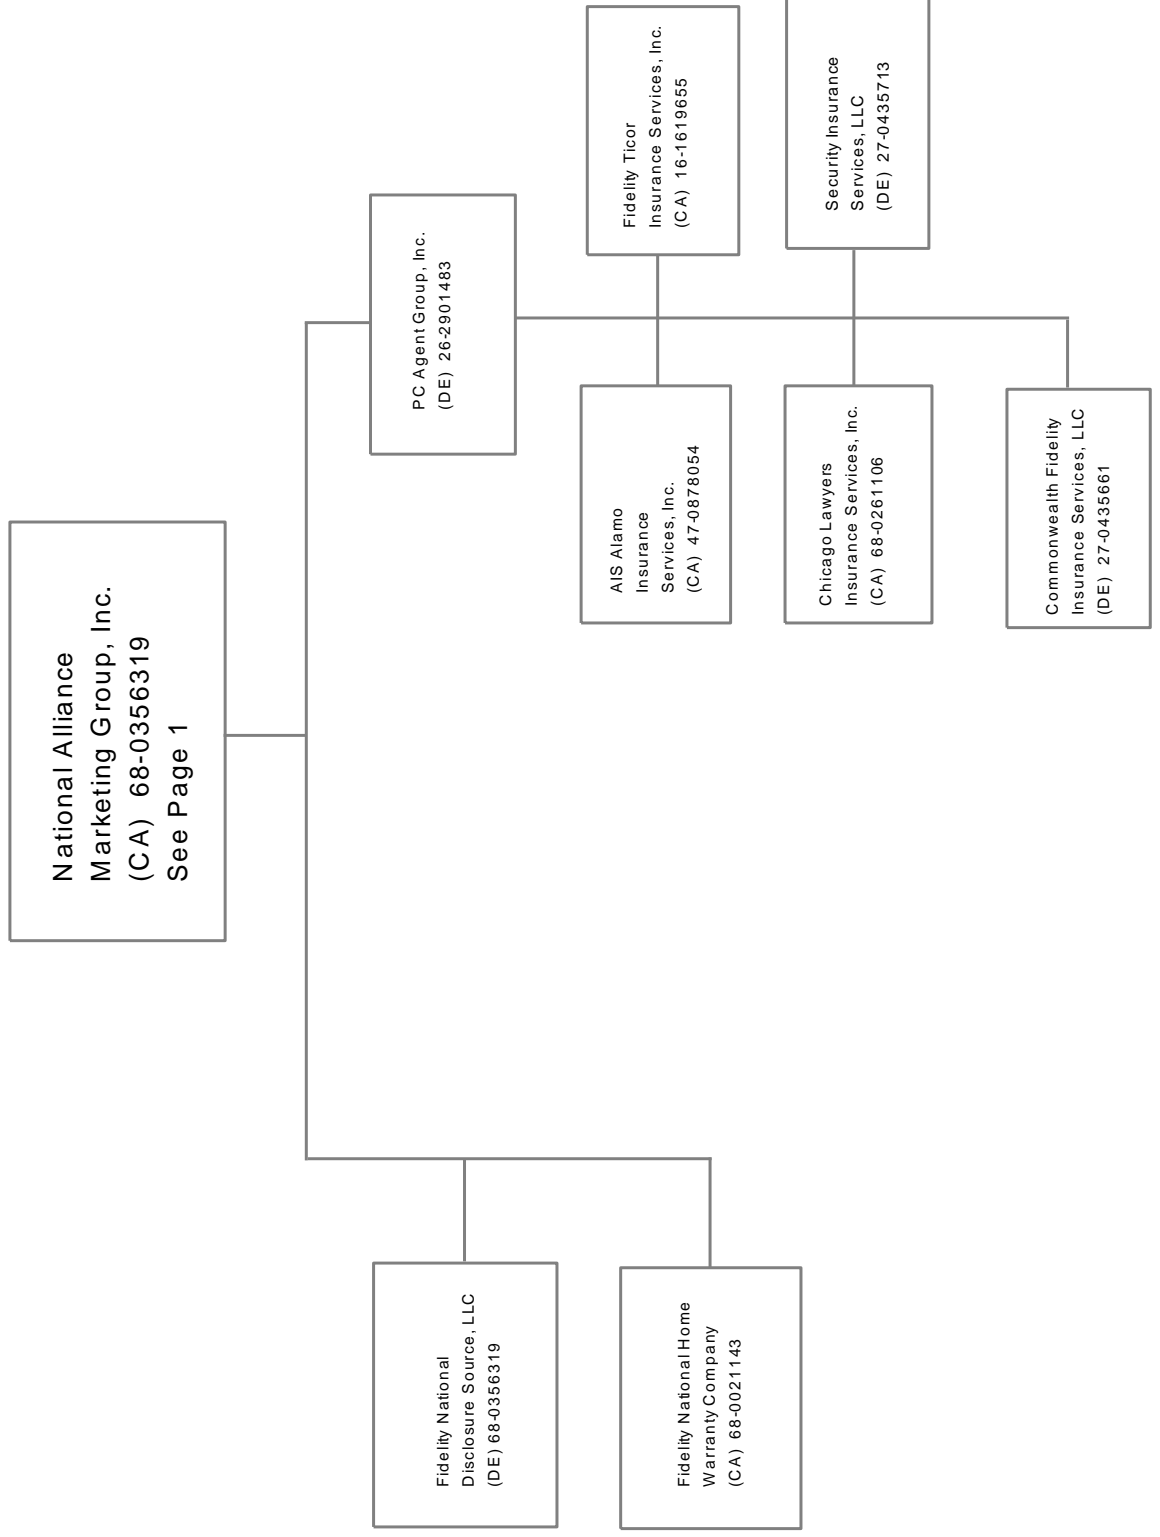 National Alliance
Marketing Group, Inc.
(CA) 68-0356319
See Page 1
Fidelity National
Disclosure Source, LLC
(DE) 68-0356319
Fidelity National Home
Warranty Company
(CA) 68-0021143
PC Agent Group, Inc.
(DE) 26-2901483
AIS Alamo
Insurance
Services, Inc.
(CA) 47-0878054
Fidelity Ticor
Insurance Services, Inc.
(CA) 16-1619655
Chicago Lawyers
Insurance Services, Inc.
(CA) 68-0261106
Security Insurance
Services, LLC
(DE) 27-0435713
Commonwealth Fidelity
Insurance Services, LLC
(DE) 27-0435661